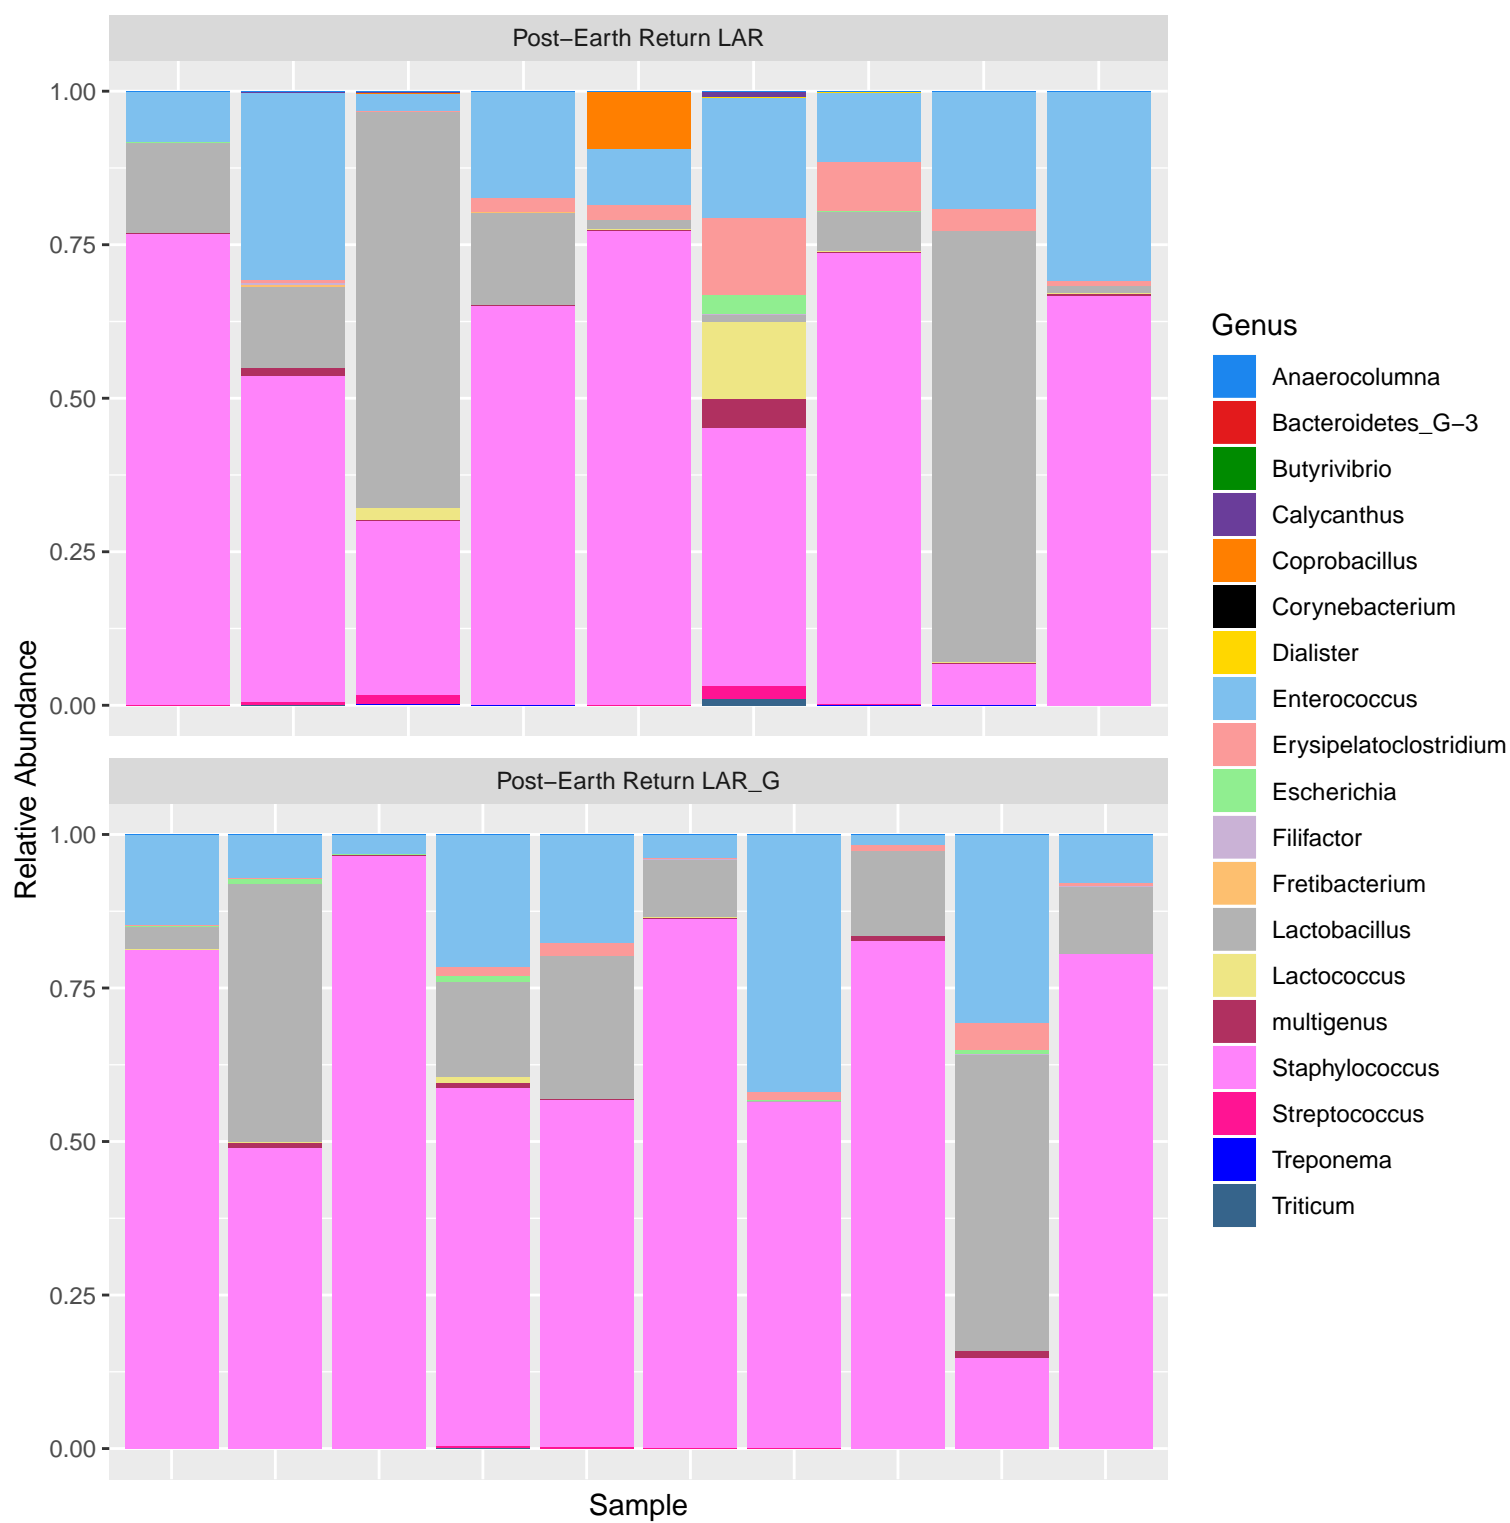 Post−Earth Return LAR
1.00
0.75
0.50
0.25
0.00
Post−Earth Return LAR_G
1.00
0.75
0.50
0.25
0.00
Relative Abundance
Sample
Genus
Anaerocolumna
Bacteroidetes_G−3
Butyrivibrio
Calycanthus
Coprobacillus
Corynebacterium
Dialister
Enterococcus
Erysipelatoclostridium
Escherichia
Filifactor
Fretibacterium
Lactobacillus
Lactococcus
multigenus
Staphylococcus
Streptococcus
Treponema
Triticum